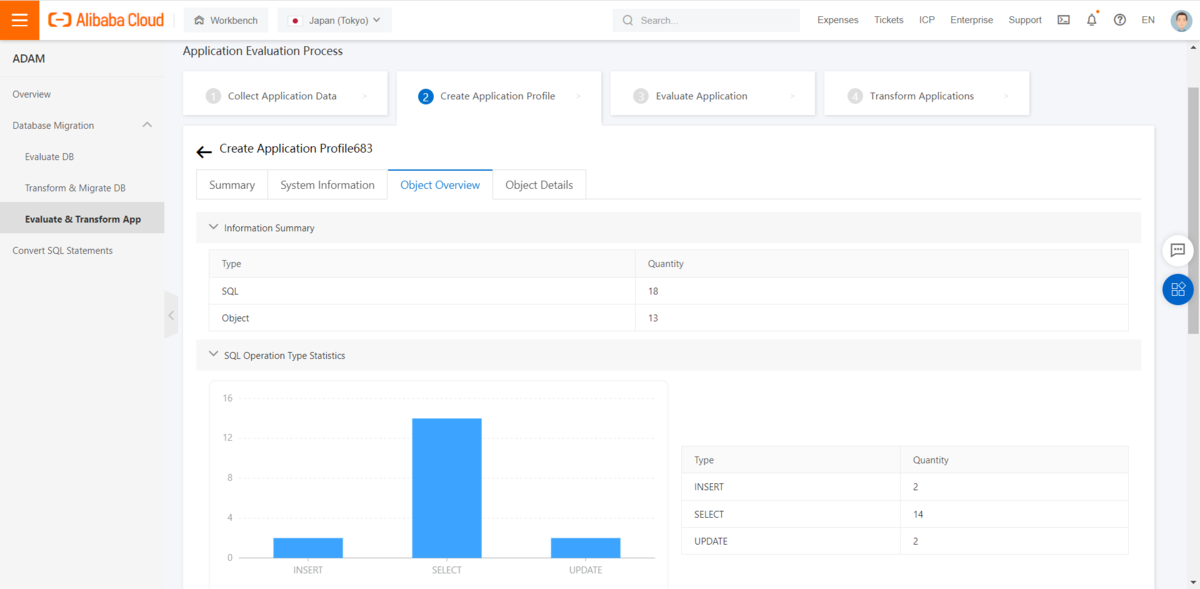 Alibaba Cloud
Workbench
Japan (Tokyo)
Search...
Expenses
Tickets
ICP
Enterprise
Support
EN
ADAM
Overview
Database Migration
Evaluate DB
Transform & Migrate DB
Evaluate & Transform App
Convert SQL Statements
Application Evaluation Process
1 Collect Application Data
2 Create Application Profile
3 Evaluate Application
4 Transform Applications
Create Application Profile683
Summary
System Information
Object Overview
Object Details
Information Summary
Type Quantity
SQL 18
Object 13
SQL Operation Type Statistics
16
12
8
4
0
INSERT SELECT UPDATE
Type Quantity
INSERT 2
SELECT 14
UPDATE 2